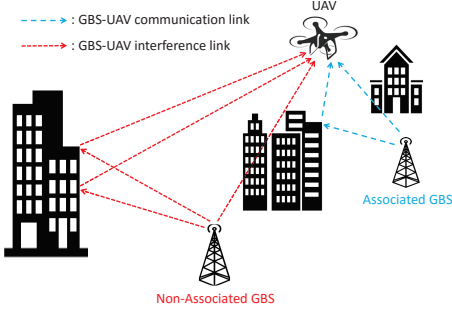 UAV
: GBS-UAV communication link
: GBS-UAV interference link
Associated GBS
Non-Associated GBS